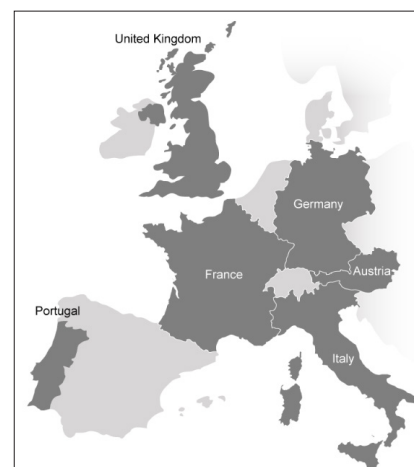 United Kingdom
Germany
Austria
France
Portugal
Italy